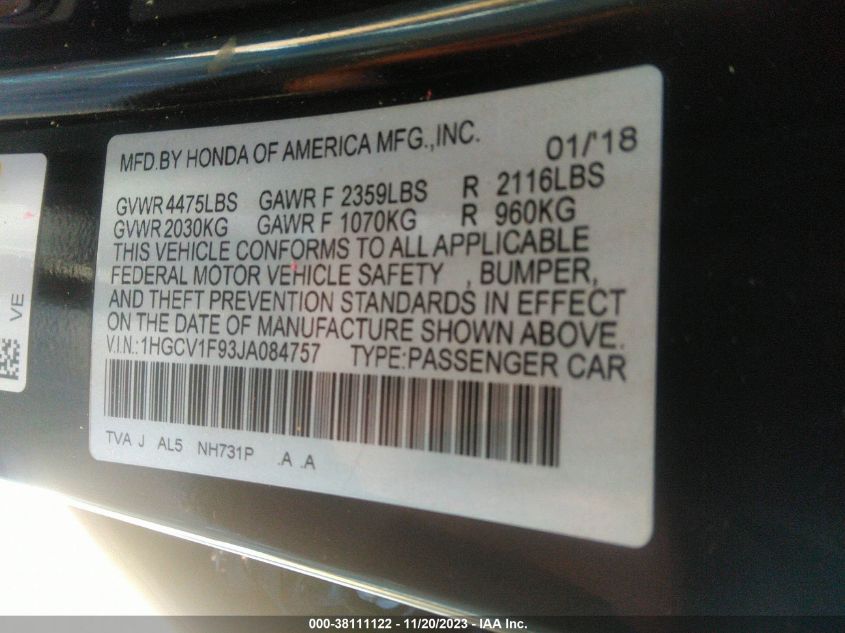 MFD.BY HONDA OF AMERICA MFG.,INC. 01/'18
GVWR 4475LBS GAWR F 2359LBS R 2116LBS
GVWR 2030KG GAWR F 1070KG R 960KG
THIS VEHICLE CONFORMS TO ALL APPLICABLE
FEDERAL MOTOR VEHICLE SAFETY , BUMPER,
AND THEFT PREVENTION STANDARDS IN EFFECT
ON THE DATE OF MANUFACTURE SHOWN ABOVE.
V.I.N.:1HGCV1F93JA084757 TYPE:PASSENGER CAR
TVA J AL5 NH731P .A .A
VE
000-38111122 - 11/20/2023 - IAA Inc.